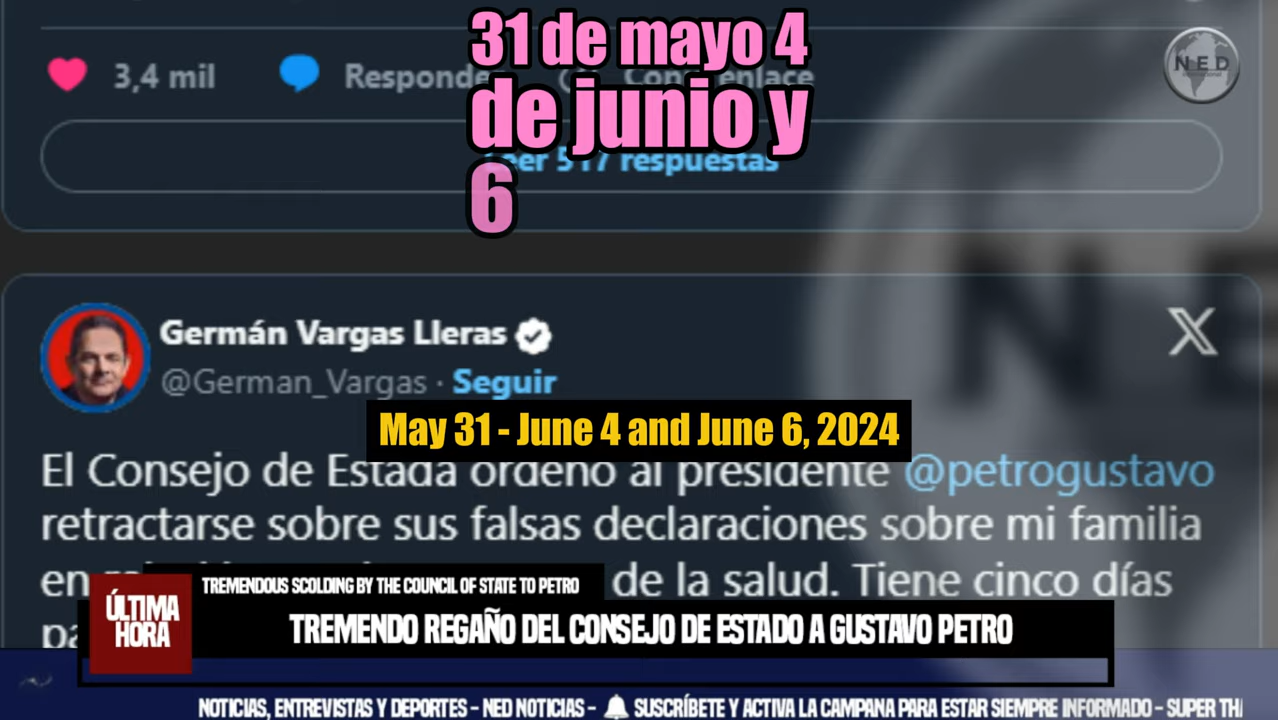 31 de mayo 4
de junio y
6
3,4 mil
Leer 517 respuestas
NED
Germán Vargas Lleras
@German_Vargas · Seguir
May 31 - June 4 and June 6, 2024
El Consejo de Estado ordenó al presidente @petrogustavo
retractarse sobre sus falsas declaraciones sobre mi familia
en de la salud. Tiene cinco días
TREMENDOUS SCOLDING BY THE COUNCIL OF STATE TO PETRO
ÚLTIMA
HORA
TREMENDO REGAÑO DEL CONSEJO DE ESTADO A GUSTAVO PETRO
NOTICIAS, ENTREVISTAS Y DEPORTES - NED NOTICIAS - SUSCRÍBETE Y ACTIVA LA CAMPANA PARA ESTAR SIEMPRE INFORMADO - SUPER